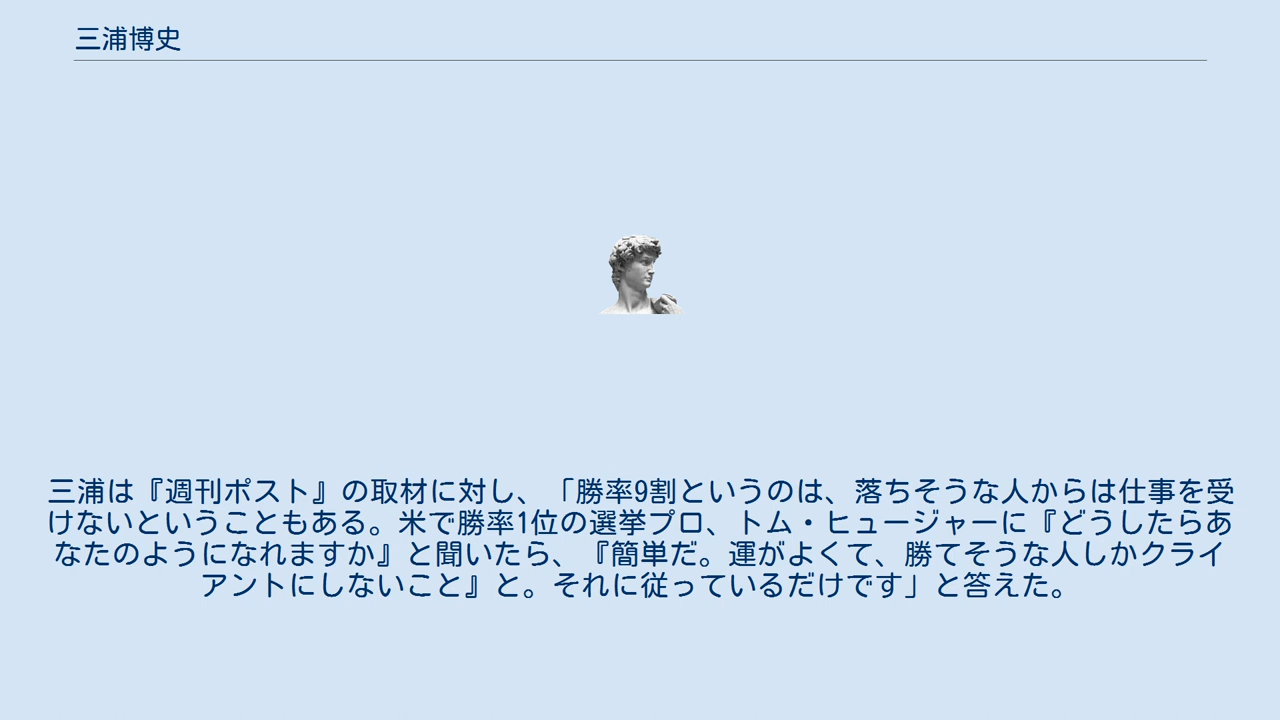 三浦博史
三浦は『週刊ポスト』の取材に対し、「勝率9割というのは、落ちそうな人からは仕事を受
けないということもある。米で勝率1位の選挙プロ、トム・ヒュージャーに『どうしたらあ
なたのようになれますか』と聞いたら、『簡単だ。運がよくて、勝てそうな人しかクライ
アントにしないこと』と。それに従っているだけです」と答えた。